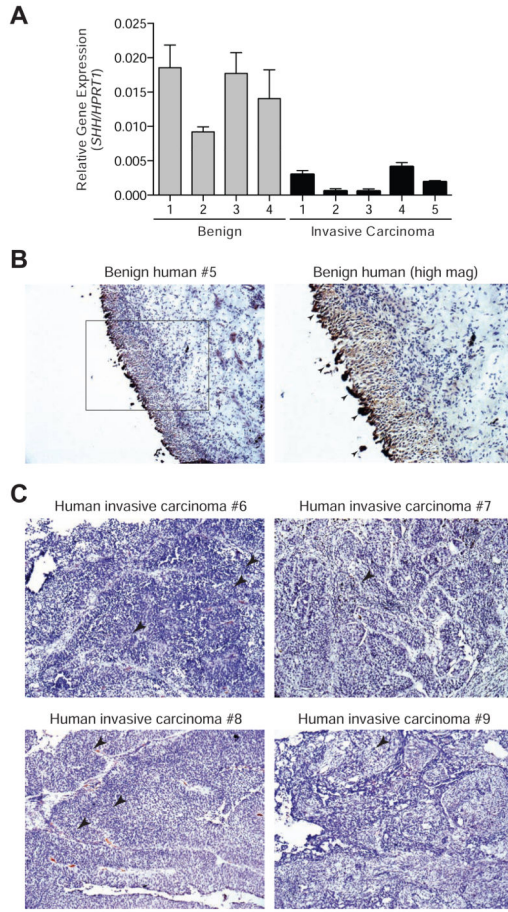 A
Relative Gene Expression
(SHH/HPRT1)
0.025
0.020
0.015
0.010
0.005
0.000
1 2 3 4 1 2 3 4 5
Benign Invasive Carcinoma
B
Benign human #5 Benign human (high mag)
C
Human invasive carcinoma #6 Human invasive carcinoma #7
Human invasive carcinoma #8 Human invasive carcinoma #9